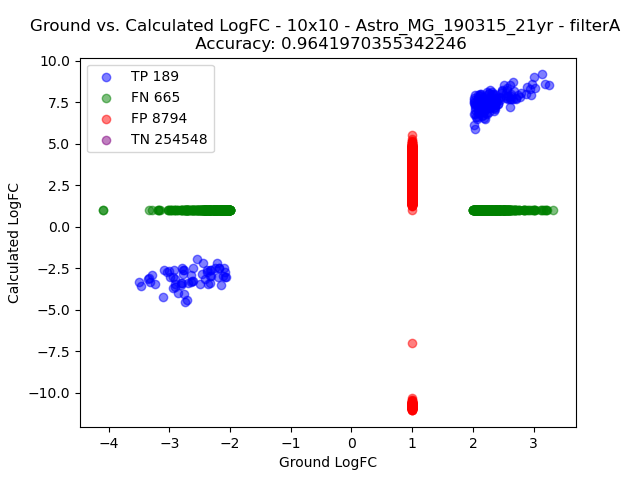 Ground vs. Calculated LogFC - 10x10 - Astro_MG_190315_21yr - filterA
Accuracy: 0.9641970355342246
TP 189
FN 665
FP 8794
TN 254548
Calculated LogFC
10.0
7.5
5.0
2.5
0.0
−2.5
−5.0
−7.5
−10.0
−4 −3 −2 −1 0 1 2 3
Ground LogFC